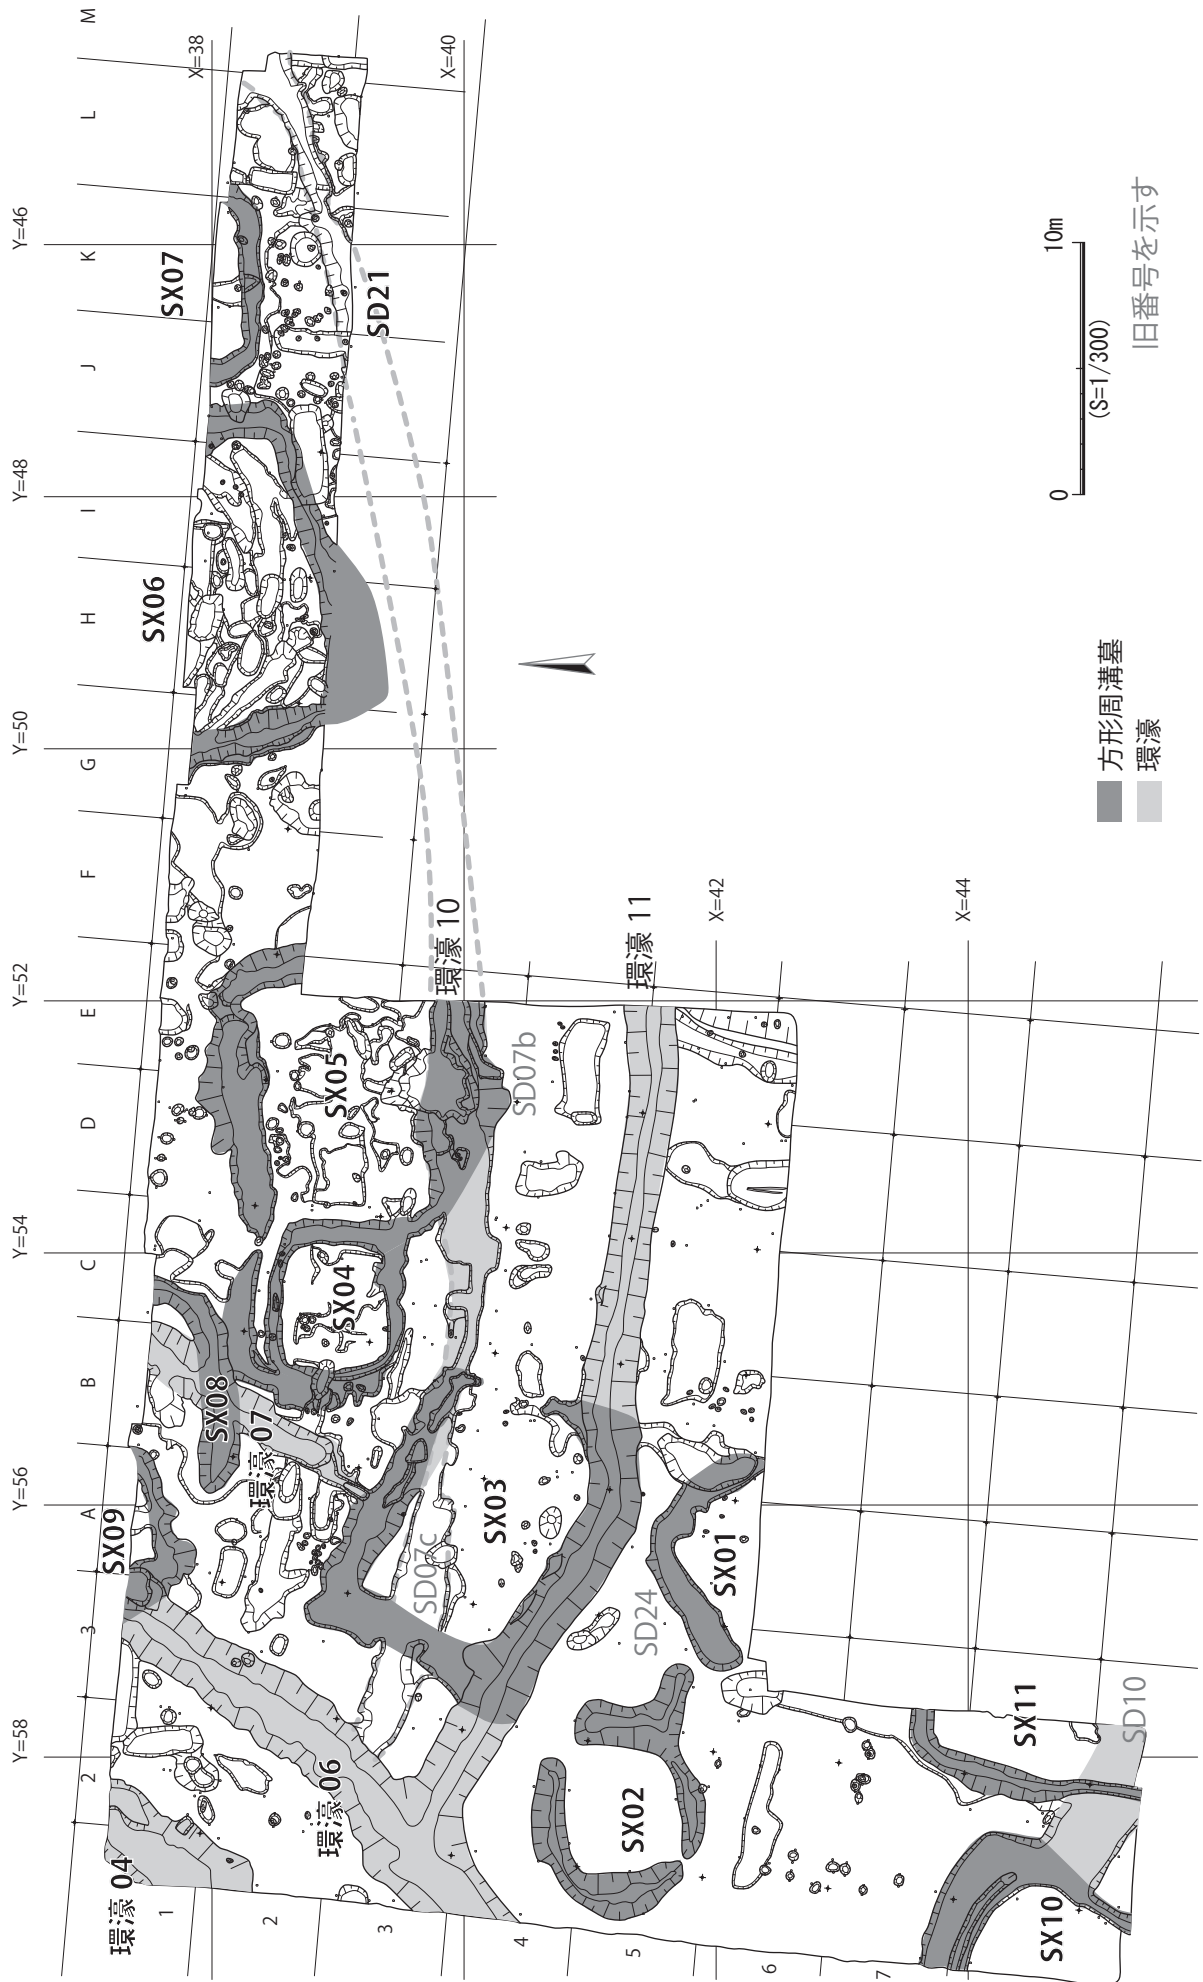 Y=58
Y=56
Y=54
Y=52
Y=50
Y=48
Y=46
X=38
X=40
X=42
X=44
A
B
C
D
E
F
G
H
I
J
K
L
M
1
2
3
1
2
3
4
5
6
7
環濠 04
環濠 06
環濠 07
環濠 10
環濠 11
SX01
SX02
SX03
SX04
SX05
SX06
SX07
SX08
SX09
SX10
SX11
SD21
SD07b
SD07c
SD24
SD10
方形周溝墓
環濠
0
10m
(S=1/300)
旧番号を示す